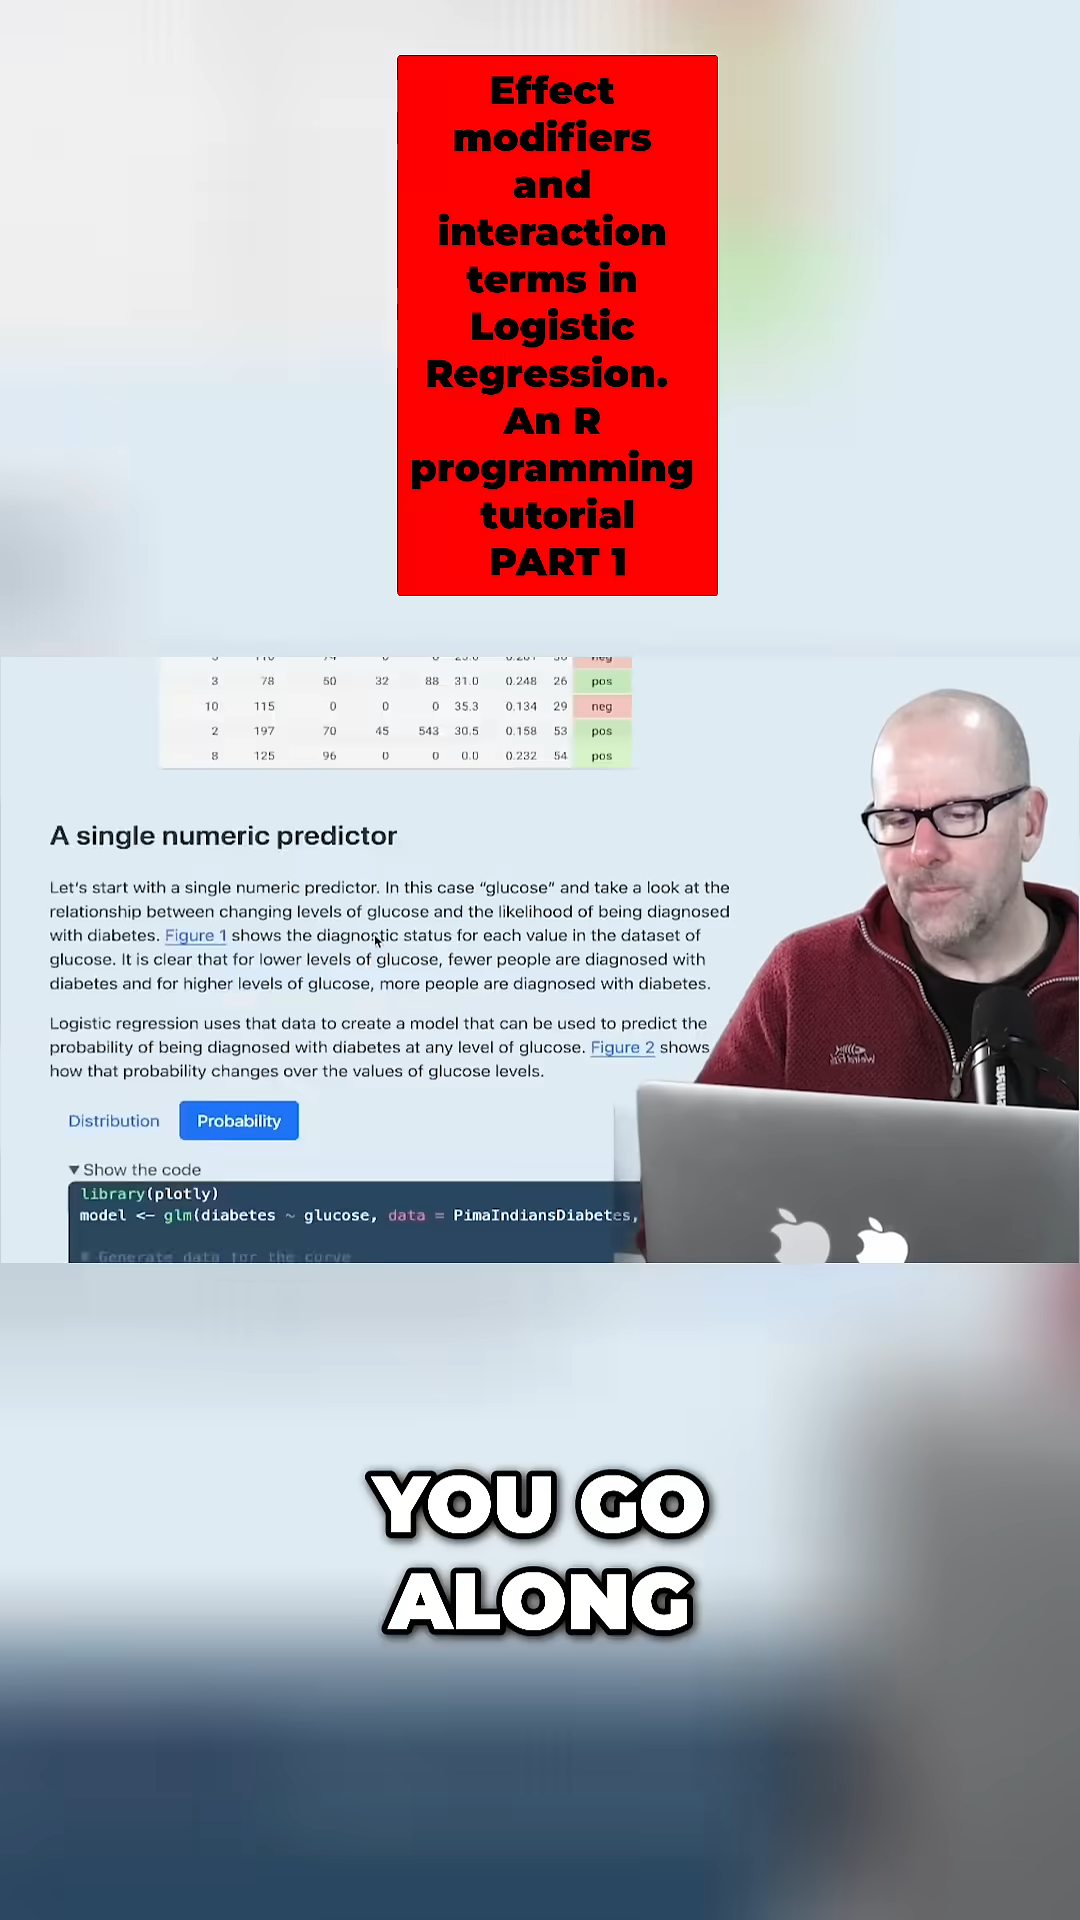 Effect
modifiers
and
interaction
terms in
Logistic
Regression.
An R
programming
tutorial
PART 1
3 78 50 32 88 31.0 0.248 26 pos
10 115 0 0 0 35.3 0.134 29 neg
2 197 70 45 543 30.5 0.158 53 pos
8 125 96 0 0 0.0 0.232 54 pos
A single numeric predictor
Let's start with a single numeric predictor. In this case “glucose” and take a look at the
relationship between changing levels of glucose and the likelihood of being diagnosed
with diabetes. Figure 1 shows the diagnostic status for each value in the dataset of
glucose. It is clear that for lower levels of glucose, fewer people are diagnosed with
diabetes and for higher levels of glucose, more people are diagnosed with diabetes.
Logistic regression uses that data to create a model that can be used to predict the
probability of being diagnosed with diabetes at any level of glucose. Figure 2 shows
how that probability changes over the values of glucose levels.
Distribution Probability
Show the code
library(plotly)
model <- glm(diabetes ~ glucose, data = PimaIndiansDiabetes,
# Generate data for the curve
YOU GO
ALONG